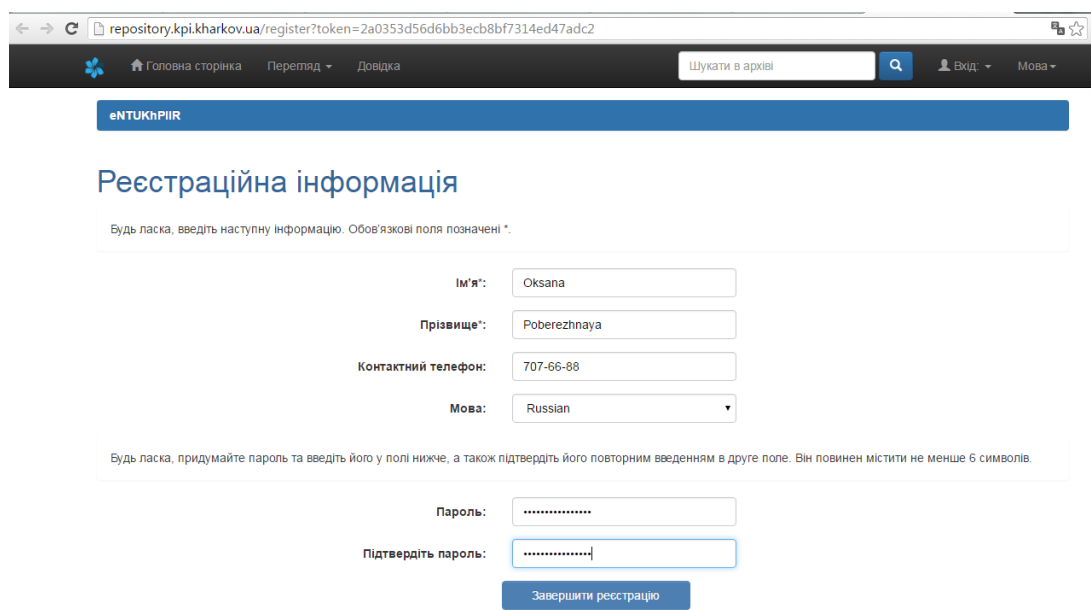 repository.kpi.kharkov.ua/register?token=2a0353d56d6bb3ecb8bf7314ed47adc2
Головна сторінка Перегляд Довідка Шукати в архіві Вхід: Мова
eNTUKhPIIR
Реєстраційна інформація
Будь ласка, введіть наступну інформацію. Обов'язкові поля позначені *.
Ім'я*: Oksana
Прізвище*: Poberezhnaya
Контактний телефон: 707-66-88
Мова: Russian
Будь ласка, придумайте пароль та введіть його у полі нижче, а також підтвердіть його повторним введенням в друге поле. Він повинен містити не менше 6 символів.
Пароль: ••••••••••••••••
Підтвердіть пароль: ••••••••••••••••
Завершити реєстрацію